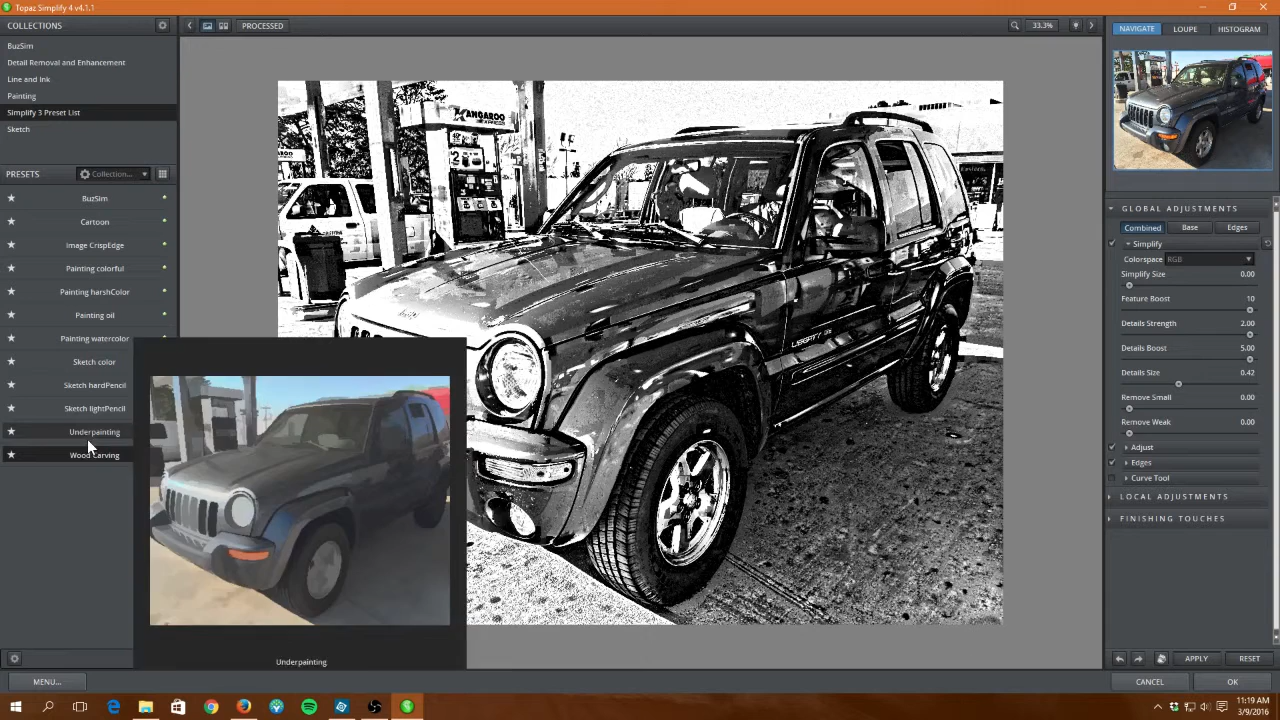 Topaz Simplify 4 v4.1.1
COLLECTIONS
BuzSim
Detail Removal and Enhancement
Line and Ink
Painting
Simplify 3 Preset List
Sketch
PRESETS
Collection...
BuzSim
Cartoon
Image CrispEdge
Painting colorful
Painting harshColor
Painting oil
Painting watercolor
Sketch color
Sketch hardPencil
Sketch lightPencil
Underpainting
Wood Carving
Underpainting
MENU...
PROCESSED
33.3%
KANGAROO
EXPRESS
LIBERTY
NAVIGATE
LOUPE
HISTOGRAM
GLOBAL ADJUSTMENTS
Combined
Base
Edges
Simplify
Colorspace RGB
Simplify Size 0.00
Feature Boost 10
Details Strength 2.00
Details Boost 5.00
Details Size 0.42
Remove Small 0.00
Remove Weak 0.00
Adjust
Edges
Curve Tool
LOCAL ADJUSTMENTS
FINISHING TOUCHES
APPLY
RESET
CANCEL
OK
11:19 AM
3/9/2016